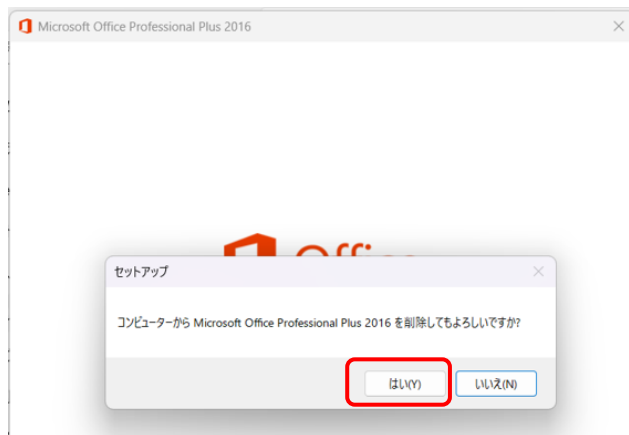 Microsoft Office Professional Plus 2016
Office
セットアップ
コンピューターから Microsoft Office Professional Plus 2016 を削除してもよろしいですか?
はい(Y)
いいえ(N)